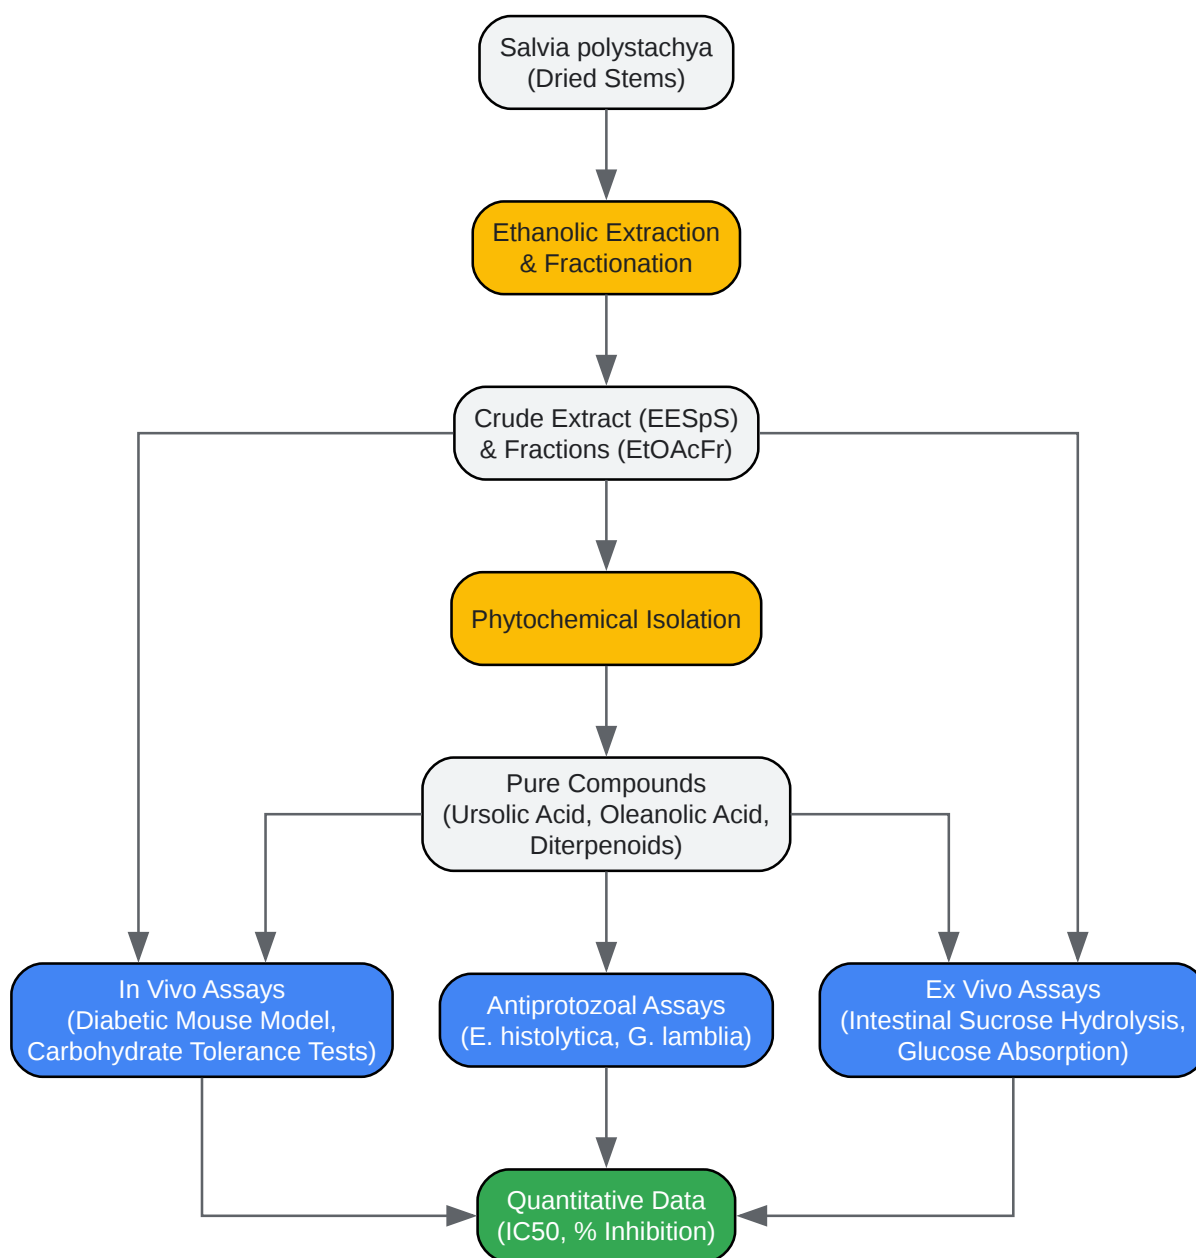 Salvia polystachya
(Dried Stems)
Ethanolic Extraction
& Fractionation
Crude Extract (EESpS)
& Fractions (EtOAcFr)
Phytochemical Isolation
Pure Compounds
(Ursolic Acid, Oleanolic Acid,
Diterpenoids)
In Vivo Assays
(Diabetic Mouse Model,
Carbohydrate Tolerance Tests)
Antiprotozoal Assays
(E. histolytica, G. lamblia)
Ex Vivo Assays
(Intestinal Sucrose Hydrolysis,
Glucose Absorption)
Quantitative Data
(IC50, % Inhibition)